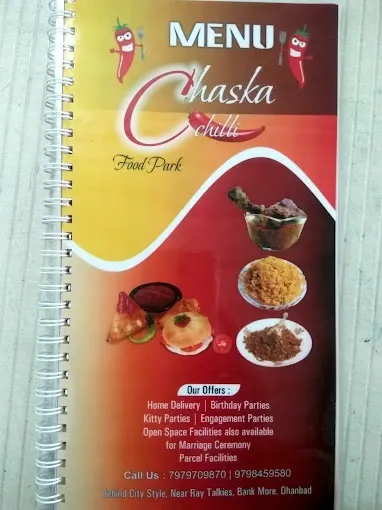 MENU
Chaska
chilli
Food Park
Our Offers :
Home Delivery | Birthday Parties
Kitty Parties | Engagement Parties
Open Space Facilities also available
for Marriage Ceremony
Parcel Facilities
Call Us : 7979709870 | 9798459580
Behind City Style, Near Ray Talkies, Bank More, Dhanbad